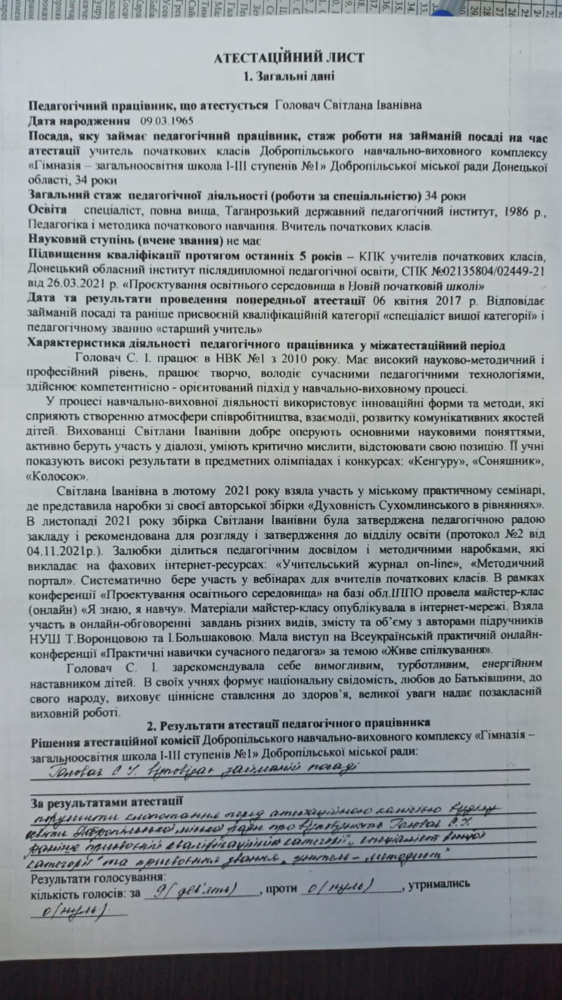 АТЕСТАЦІЙНИЙ ЛИСТ
1. Загальні дані
Педагогічний працівник, що атестується Головач Світлана Іванівна
Дата народження 09.03.1965
Посада, яку займає педагогічний працівник, стаж роботи на займаній посаді на час
атестації учитель початкових класів Добропільського навчально-виховного комплексу
«Гімназія – загальноосвітня школа І-ІІІ ступенів №1» Добропільської міської ради Донецької
області, 34 роки
Загальний стаж педагогічної діяльності (роботи за спеціальністю) 34 роки
Освіта спеціаліст, повна вища, Таганрозький державний педагогічний інститут, 1986 р.,
Педагогіка і методика початкового навчання. Вчитель початкових класів.
Науковий ступінь (вчене звання) не має
Підвищення кваліфікації протягом останніх 5 років – КПК учителів початкових класів,
Донецький обласний інститут післядипломної педагогічної освіти, СПК №02135804/02449-21
від 26.03.2021 р. «Проєктування освітнього середовища в Новій початковій школі»
Дата та результати проведення попередньої атестації 06 квітня 2017 р. Відповідає
займаній посаді та раніше присвоєній кваліфікаційній категорії «спеціаліст вищої категорії» і
педагогічному званню «старший учитель»
Характеристика діяльності педагогічного працівника у міжатестаційний період
Головач С. І. працює в НВК №1 з 2010 року. Має високий науково-методичний і
професійний рівень, працює творчо, володіє сучасними педагогічними технологіями,
здійснює компетентнісно - орієнтований підхід у навчально-виховному процесі.
У процесі навчально-виховної діяльності використовує інноваційні форми та методи, які
сприяють створенню атмосфери співробітництва, взаємодії, розвитку комунікативних якостей
дітей. Вихованці Світлани Іванівни добре оперують основними науковими поняттями,
активно беруть участь у діалозі, уміють критично мислити, відстоювати свою позицію. ЇЇ учні
показують високі результати в предметних олімпіадах і конкурсах: «Кенгуру», «Соняшник»,
«Колосок».
Світлана Іванівна в лютому 2021 року взяла участь у міському практичному семінарі,
де представила наробки зі своєї авторської збірки «Духовність Сухомлинського в рівняннях».
В листопаді 2021 року збірка Світлани Іванівни була затверджена педагогічною радою
закладу і рекомендована для розгляду і затвердження до відділу освіти (протокол №2 від
04.11.2021р.). Залюбки ділиться педагогічним досвідом і методичними наробками, які
викладає на фахових інтернет-ресурсах: «Учительський журнал on-line», «Методичний
портал». Систематично бере участь у вебінарах для вчителів початкових класів. В рамках
конференції «Проектування освітнього середовища» на базі обл.ІППО провела майстер-клас
(онлайн) «Я знаю, я навчу». Матеріали майстер-класу опублікувала в інтернет-мережі. Взяла
участь в онлайн-обговоренні завдань різних видів, змісту та об’єму з авторами підручників
НУШ Т.Воронцовою та І.Большаковою. Мала виступ на Всеукраїнській практичній онлайн-
конференції «Практичні навички сучасного педагога» за темою «Живе спілкування».
Головач С. І. зарекомендувала себе вимогливим, турботливим, енергійним
наставником дітей. В своїх учнях формує національну свідомість, любов до Батьківщини, до
свого народу, виховує ціннісне ставлення до здоров’я, великої уваги надає позакласній
виховній роботі.
2. Результати атестації педагогічного працівника
Рішення атестаційної комісії Добропільського навчально-виховного комплексу «Гімназія –
загальноосвітня школа І-ІІІ ступенів №1» Добропільської міської ради:
Головач С. І. відповідає займаній посаді
За результатами атестації
порушити клопотання перед атестаційною комісією відділу
освіти Добропільської міської ради про відповідність Головач С.І.
раніше присвоєній кваліфікаційній категорії „спеціаліст вищої
категорії" та присвоєння звання „учитель – методист"
Результати голосування:
кількість голосів: за 9 (дев'ять), проти 0 (нуль), утримались
0 (нуль).